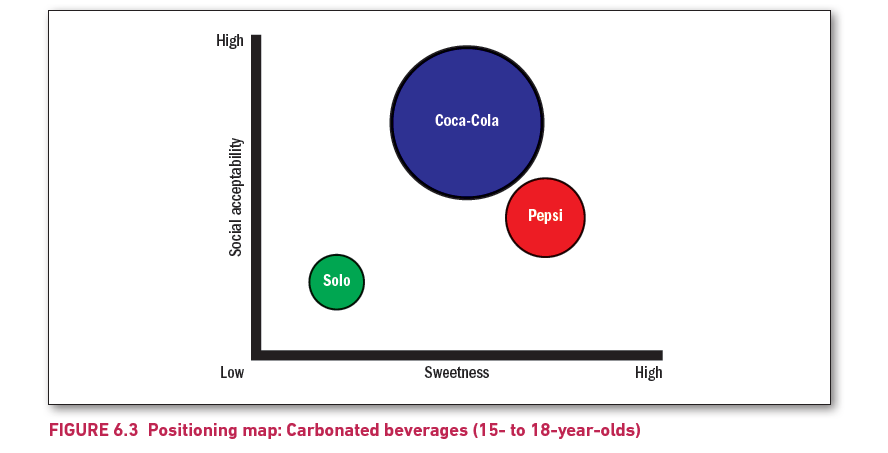 High
Coca-Cola
Social acceptability
Pepsi
Solo
Low
Sweetness
High
FIGURE 6.3 Positioning map: Carbonated beverages (15- to 18-year-olds)